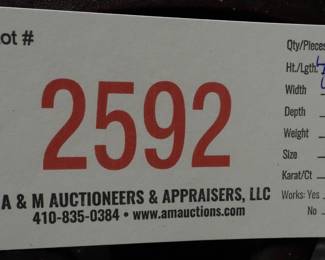 Lot #
2592
A & M AUCTIONEERS & APPRAISERS, LLC
410-835-0384 • www.amauctions.com
Qty/Pieces
Ht./Lgth.
Width
Depth
Weight
Size
Karat/Ct
Works: Yes
No